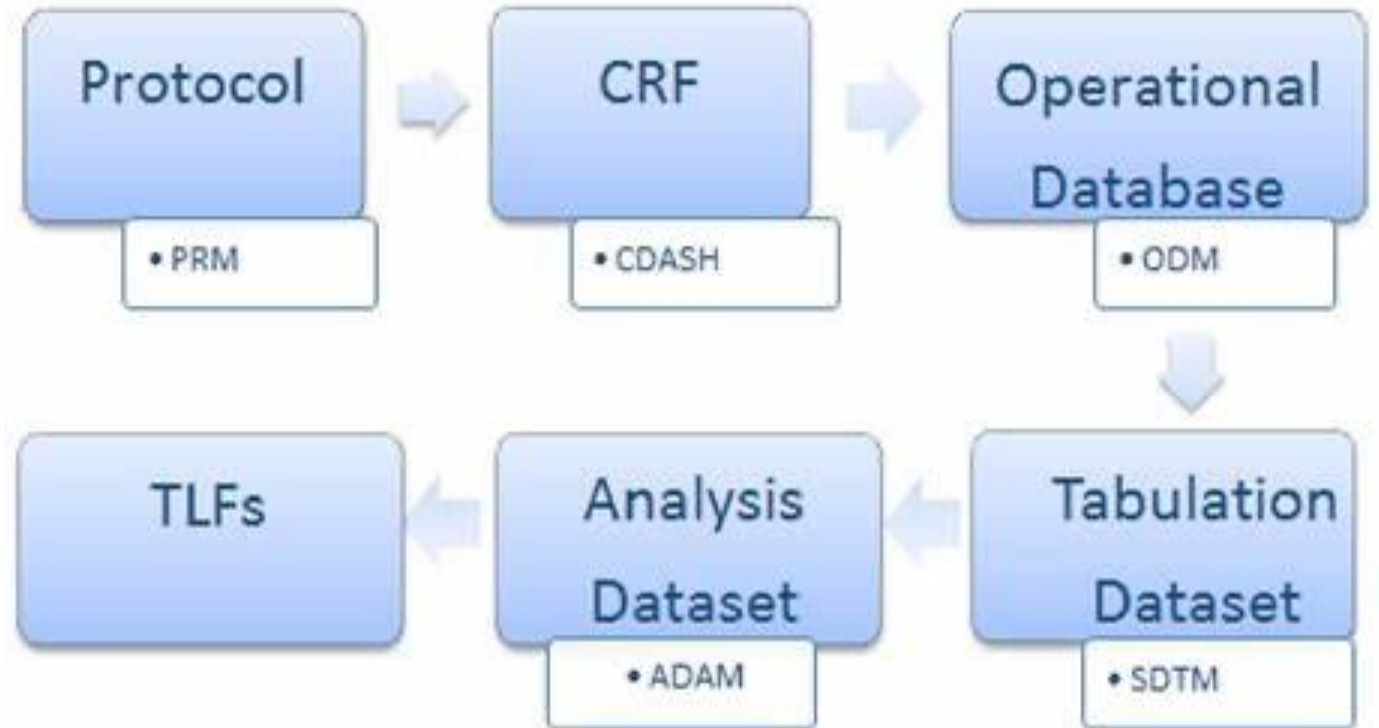 Protocol
• PRM
CRF
• CDASH
Operational
Database
• ODM
Tabulation
Dataset
• SDTM
Analysis
Dataset
• ADAM
TLFs